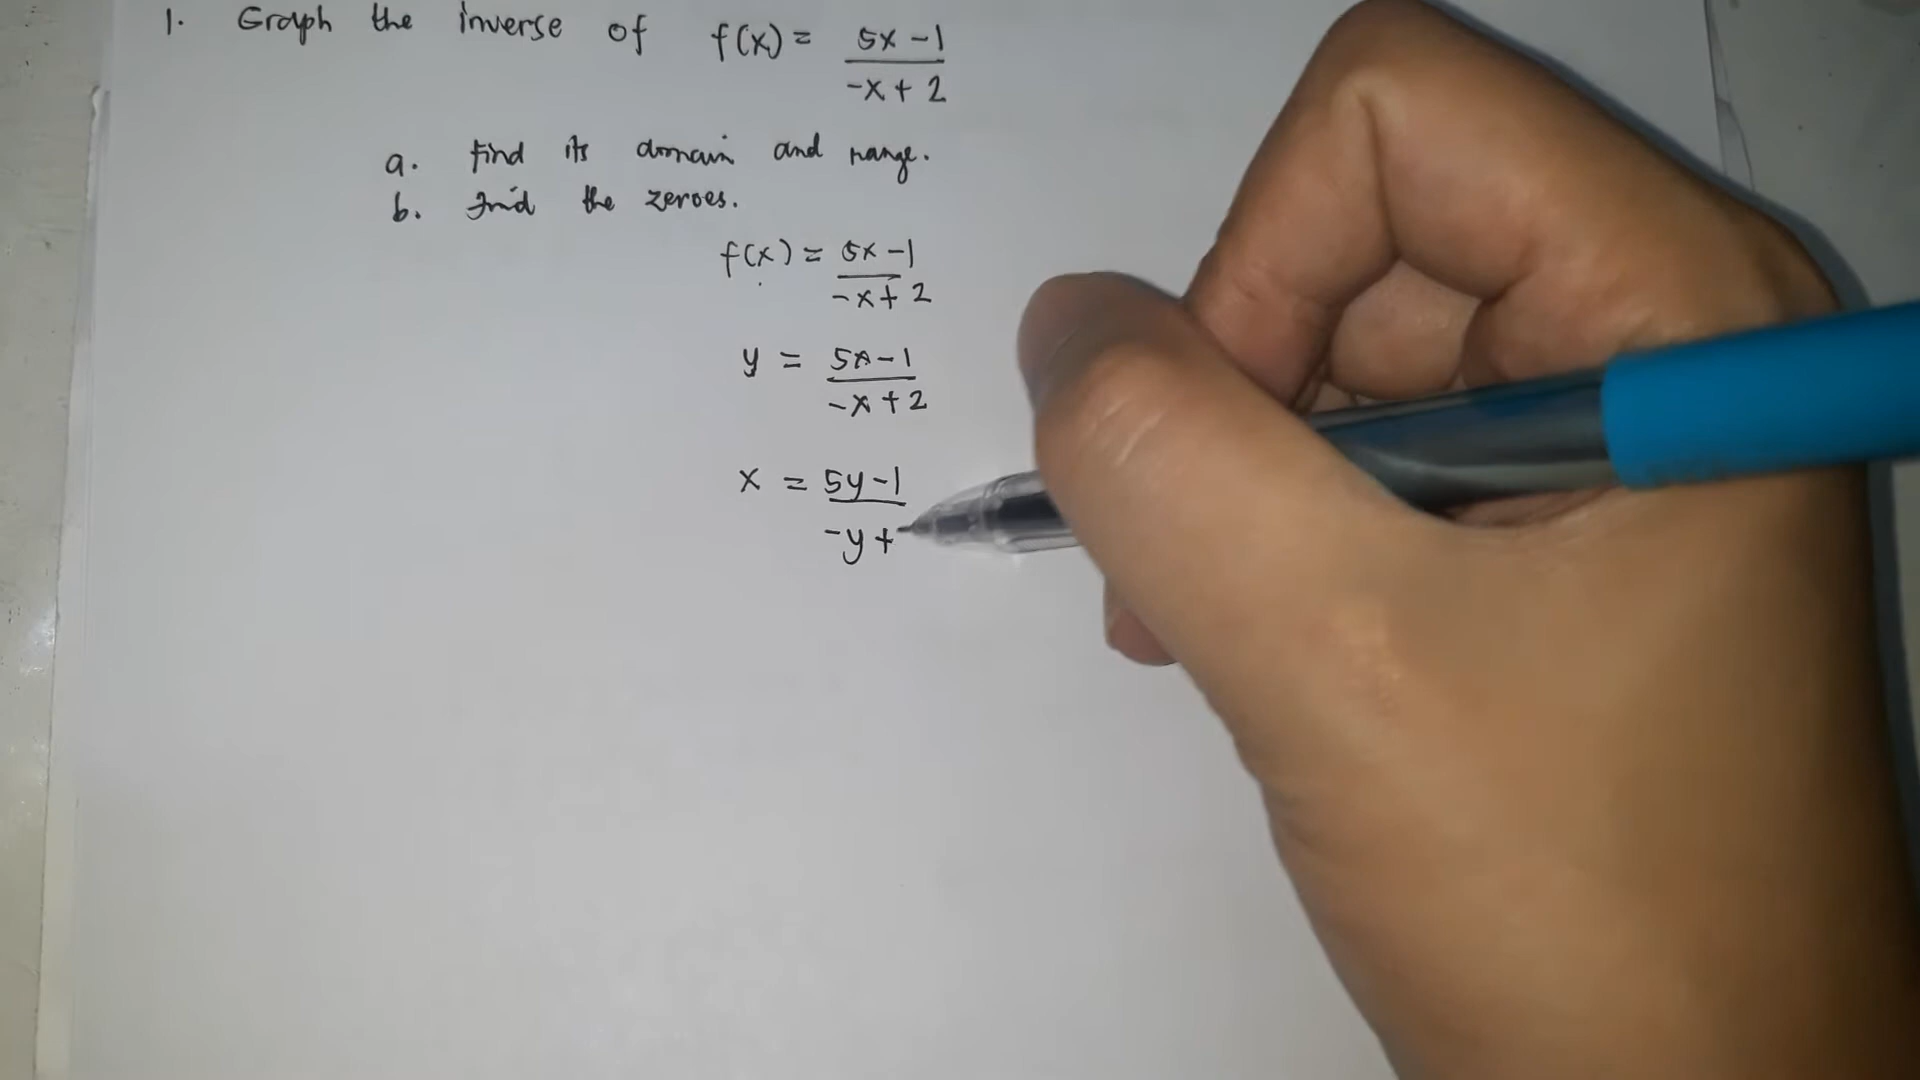 1. Graph the inverse of f(x) = 5x - 1
-x + 2
a. find its domain and range.
b. find the zeroes.
f(x) = 5x - 1
-x + 2
y = 5x - 1
-x + 2
x = 5y - 1
-y +